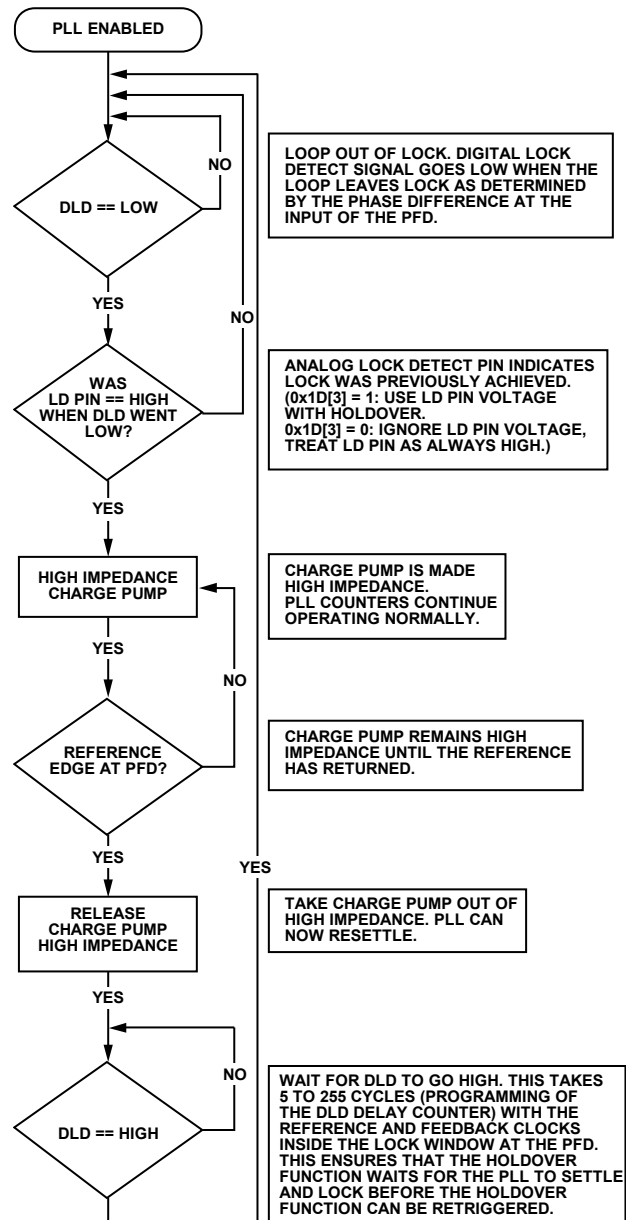 PLL ENABLED
NO
DLD == LOW
LOOP OUT OF LOCK. DIGITAL LOCK
DETECT SIGNAL GOES LOW WHEN THE
LOOP LEAVES LOCK AS DETERMINED
BY THE PHASE DIFFERENCE AT THE
INPUT OF THE PFD.
YES
NO
WAS
LD PIN == HIGH
WHEN DLD WENT
LOW?
ANALOG LOCK DETECT PIN INDICATES
LOCK WAS PREVIOUSLY ACHIEVED.
(0x1D[3] = 1: USE LD PIN VOLTAGE
WITH HOLDOVER.
0x1D[3] = 0: IGNORE LD PIN VOLTAGE,
TREAT LD PIN AS ALWAYS HIGH.)
YES
HIGH IMPEDANCE
CHARGE PUMP
CHARGE PUMP IS MADE
HIGH IMPEDANCE.
PLL COUNTERS CONTINUE
OPERATING NORMALLY.
YES
NO
REFERENCE
EDGE AT PFD?
CHARGE PUMP REMAINS HIGH
IMPEDANCE UNTIL THE REFERENCE
HAS RETURNED.
YES
YES
RELEASE
CHARGE PUMP
HIGH IMPEDANCE
TAKE CHARGE PUMP OUT OF
HIGH IMPEDANCE. PLL CAN
NOW RESETTLE.
YES
NO
DLD == HIGH
WAIT FOR DLD TO GO HIGH. THIS TAKES
5 TO 255 CYCLES (PROGRAMMING OF
THE DLD DELAY COUNTER) WITH THE
REFERENCE AND FEEDBACK CLOCKS
INSIDE THE LOCK WINDOW AT THE PFD.
THIS ENSURES THAT THE HOLDOVER
FUNCTION WAITS FOR THE PLL TO SETTLE
AND LOCK BEFORE THE HOLDOVER
FUNCTION CAN BE RETRIGGERED.